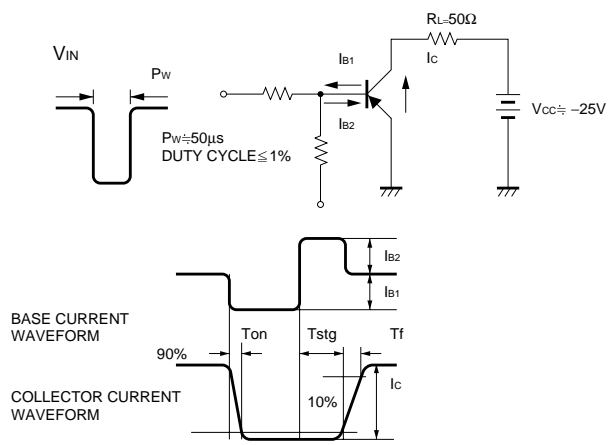 RL=50Ω
VIN
PW
IB1
IC
IB2
VCC≒ −25V
PW≒50μs
DUTY CYCLE≦1%
IB2
IB1
BASE CURRENT
WAVEFORM
Ton
Tstg
Tf
90%
IC
10%
COLLECTOR CURRENT
WAVEFORM